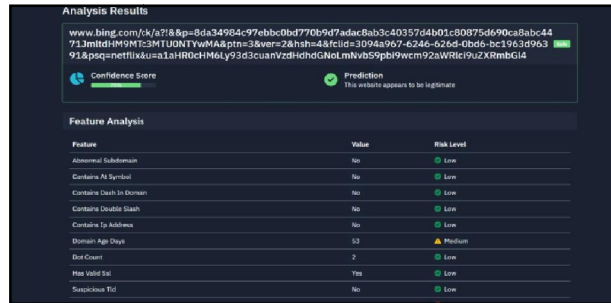 Analysis Results
www.bing.com/ck/a?!&&p=8da34984c97ebbc0bd770b9d7adac8ab3c40357d4b01c80875d690ca8abc44
71JmltdHM9MTc3MTU0NTYwMA&ptn=3&ver=2&hsh=4&fclid=3094a967-6246-626d-0bd6-bc1963d963
91&psq=netflix&u=a1aHR0cHM6Ly93d3cuanVzdHdhdGNoLmNvbS9pbi9wcm92aWRlci9uZXRmbGl4
Safe
Confidence Score
Prediction
This website appears to be legitimate
Feature Analysis
Feature Value Risk Level
Abnormal Subdomain No Low
Contains At Symbol No Low
Contains Dash In Domain No Low
Contains Double Slash No Low
Contains Ip Address No Low
Domain Age Days 53 Medium
Dot Count 2 Low
Has Valid Ssl Yes Low
Suspicious Tld No Low